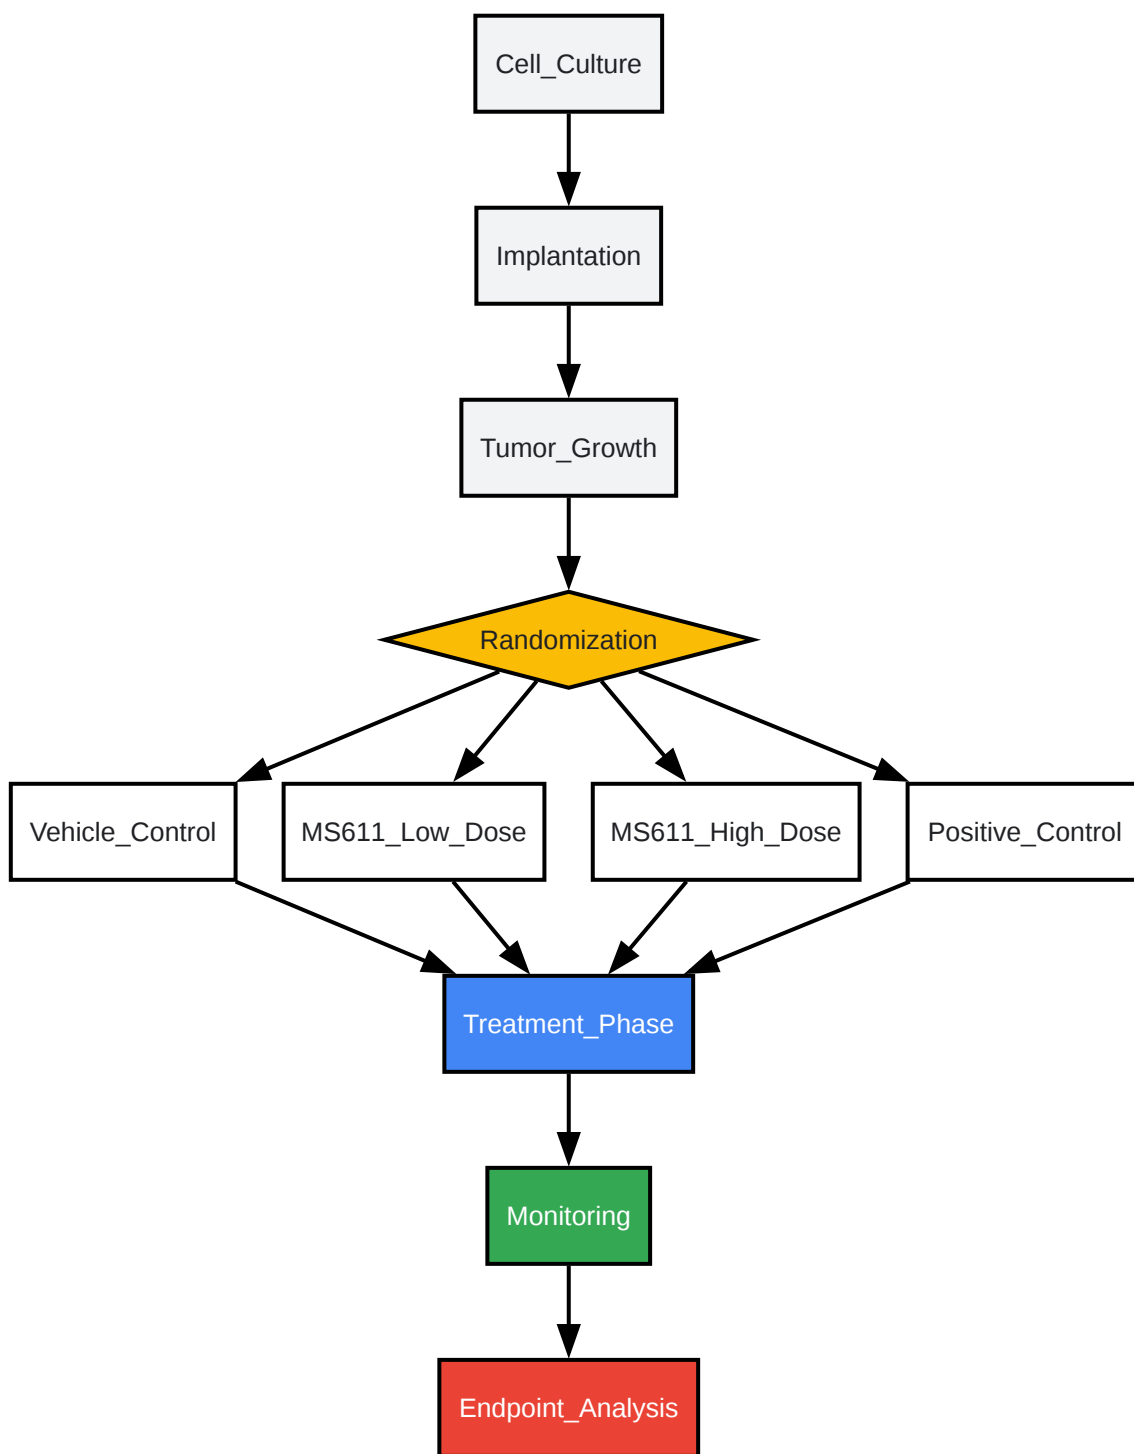 Cell_Culture
Implantation
Tumor_Growth
Randomization
Vehicle_Control
MS611_Low_Dose
MS611_High_Dose
Positive_Control
Treatment_Phase
Monitoring
Endpoint_Analysis